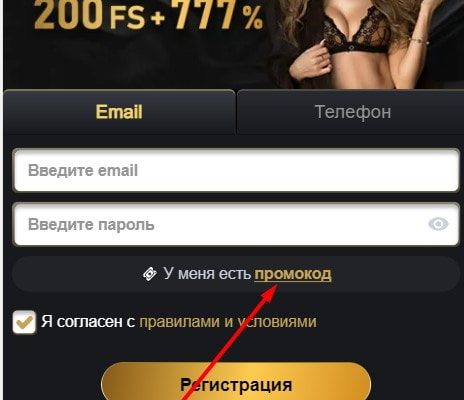 200 FS + 777 %
Email
Телефон
Введите email
Введите пароль
У меня есть промокод
Я согласен с правилами и условиями
Регистрация